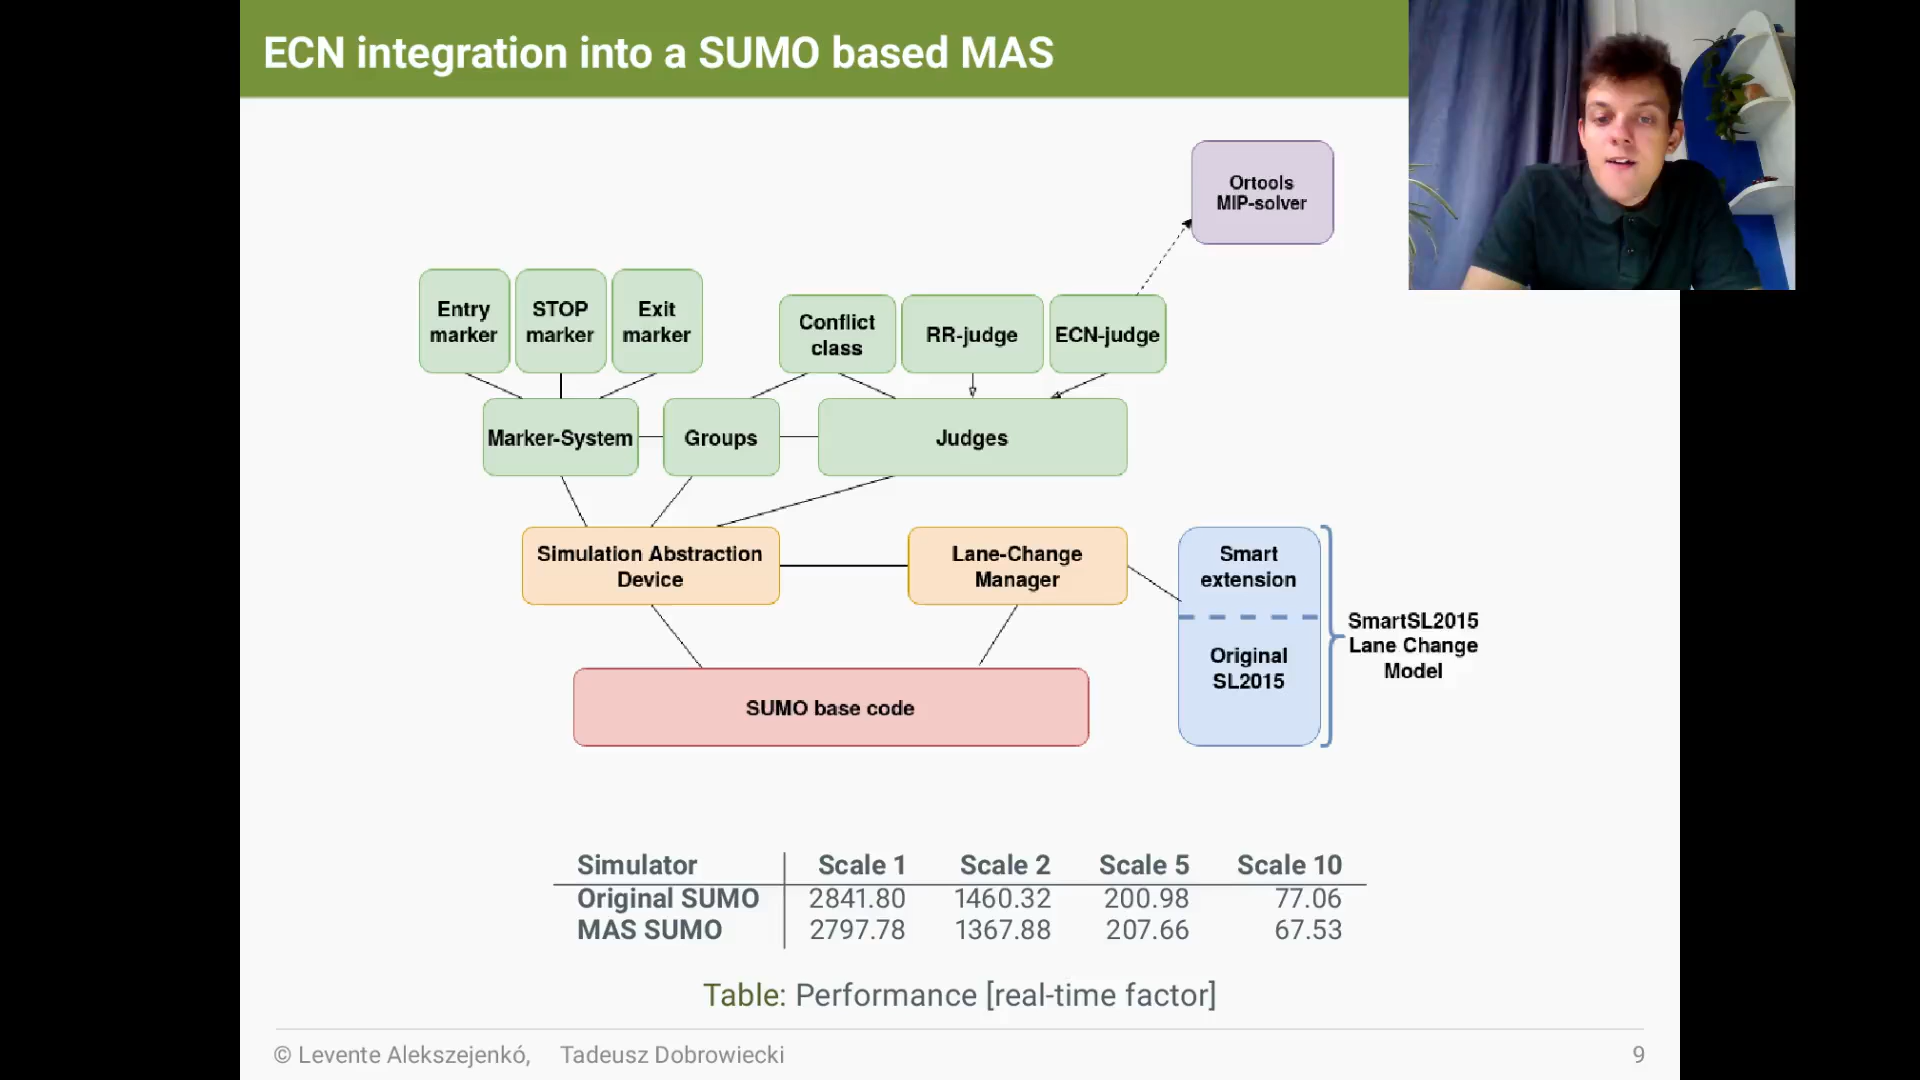 ECN integration into a SUMO based MAS
Ortools
MIP-solver
Entry
marker
STOP
marker
Exit
marker
Conflict
class
RR-judge
ECN-judge
Marker-System
Groups
Judges
Simulation Abstraction
Device
Lane-Change
Manager
Smart
extension
Original
SL2015
SmartSL2015
Lane Change
Model
SUMO base code
Simulator Scale 1 Scale 2 Scale 5 Scale 10
Original SUMO 2841.80 1460.32 200.98 77.06
MAS SUMO 2797.78 1367.88 207.66 67.53
Table: Performance [real-time factor]
© Levente Alekszejenkó, Tadeusz Dobrowiecki 9